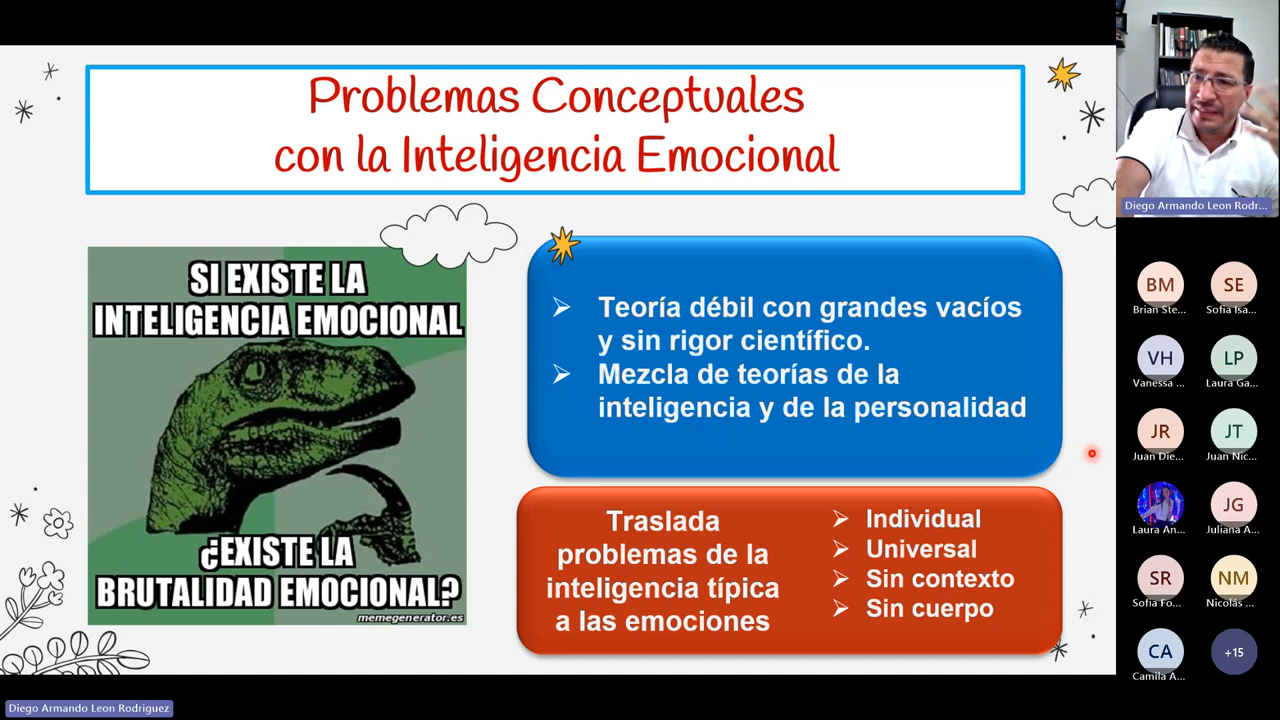 Problemas Conceptuales
con la Inteligencia Emocional
SI EXISTE LA
INTELIGENCIA EMOCIONAL
¿EXISTE LA
BRUTALIDAD EMOCIONAL?
memegenerator.es
Teoría débil con grandes vacíos
y sin rigor científico.
Mezcla de teorías de la
inteligencia y de la personalidad
Traslada
problemas de la
inteligencia típica
a las emociones
Individual
Universal
Sin contexto
Sin cuerpo
Diego Armando Leon Rodr...
BM
Brian Ste...
SE
Sofia Isa...
VH
Vanessa ...
LP
Laura Ga...
JR
Juan Die...
JT
Juan Nic...
Laura An...
JG
Juliana A...
SR
Sofia Fo...
NM
Nicolás ...
CA
Camila A...
+15
Diego Armando Leon Rodriguez